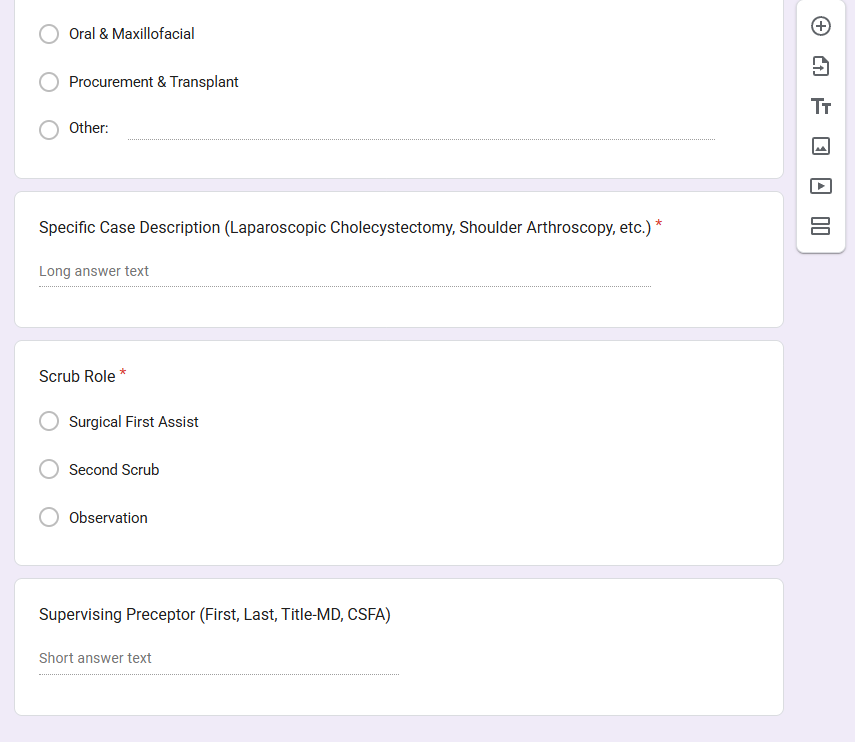 Oral & Maxillofacial
Procurement & Transplant
Other:
Specific Case Description (Laparoscopic Cholecystectomy, Shoulder Arthroscopy, etc.) *
Long answer text
Scrub Role *
Surgical First Assist
Second Scrub
Observation
Supervising Preceptor (First, Last, Title-MD, CSFA)
Short answer text